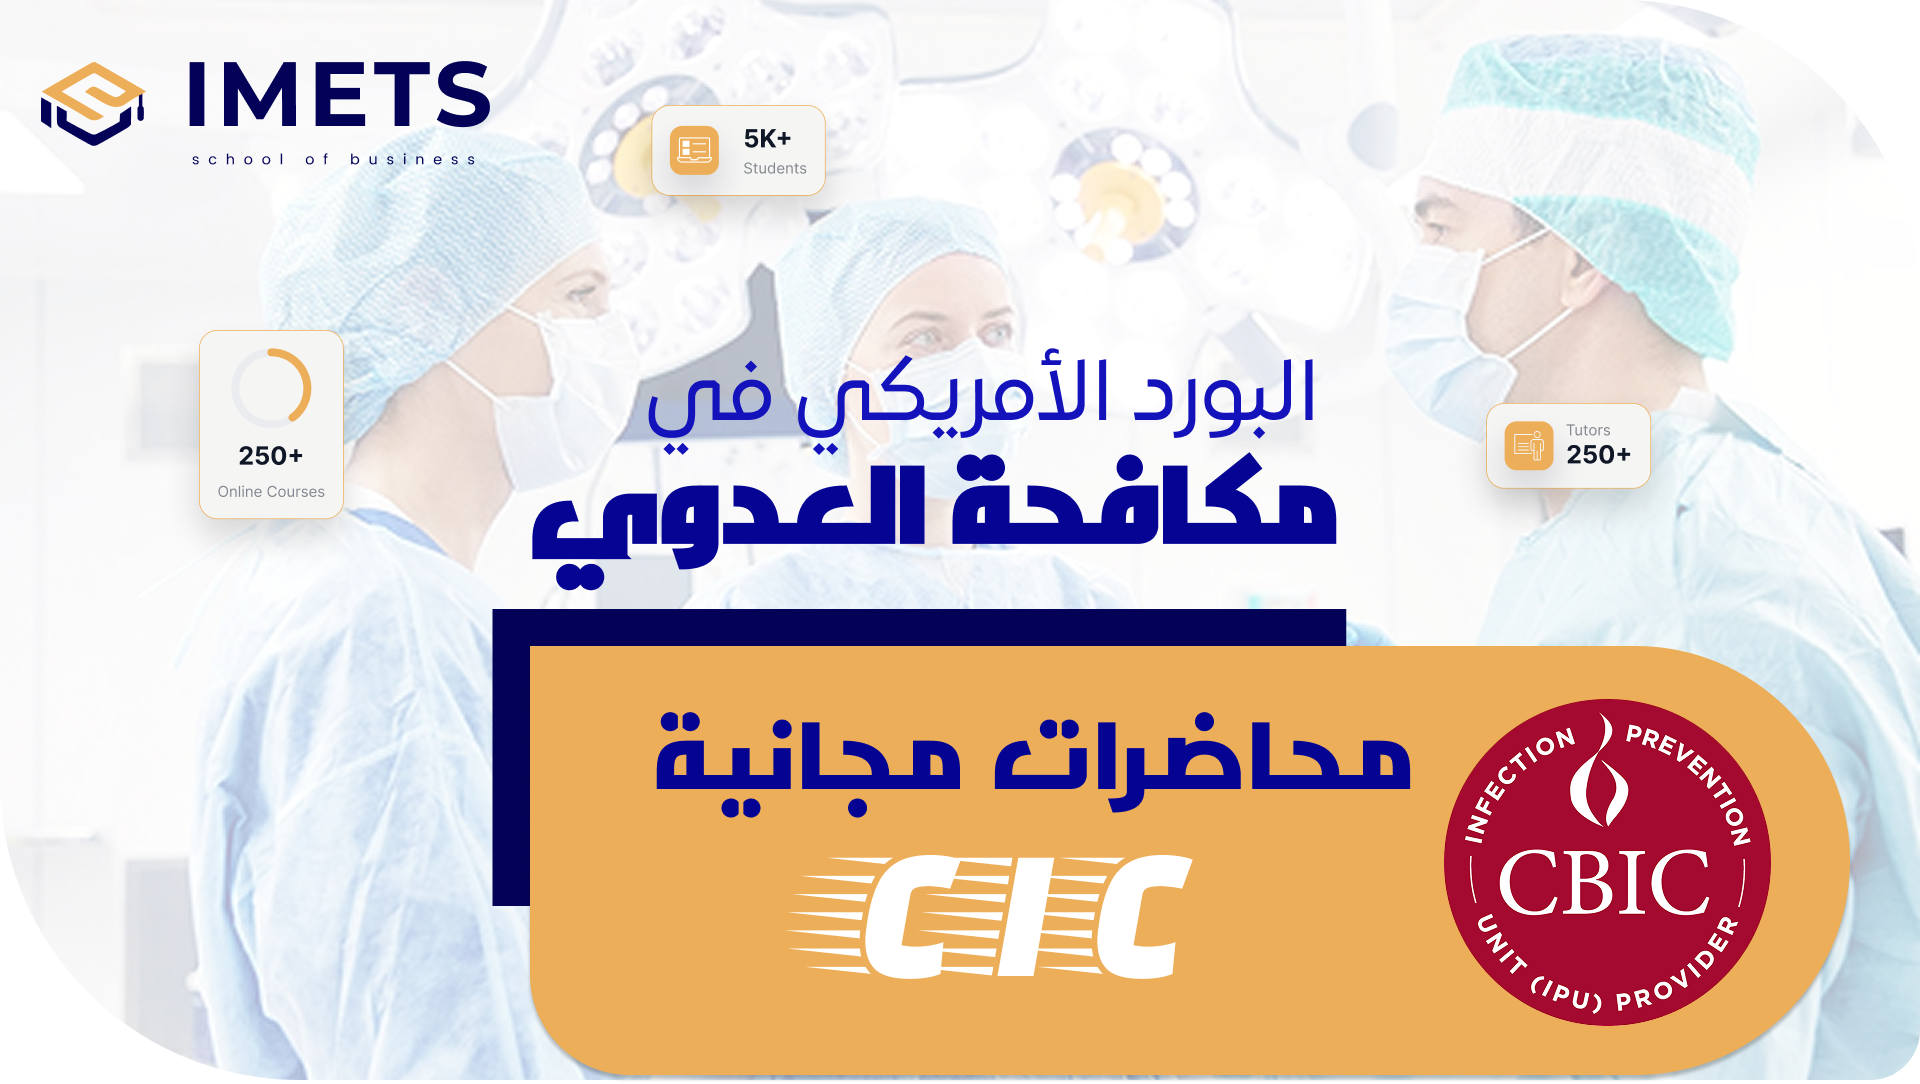 IMETS
school of business
5K+
Students
250+
Online Courses
Tutors
250+
البورد الأمريكي في
مكافحة العدوي
محاضرات مجانية
CIC
INFECTION PREVENTION
CBIC
UNIT (IPU) PROVIDER